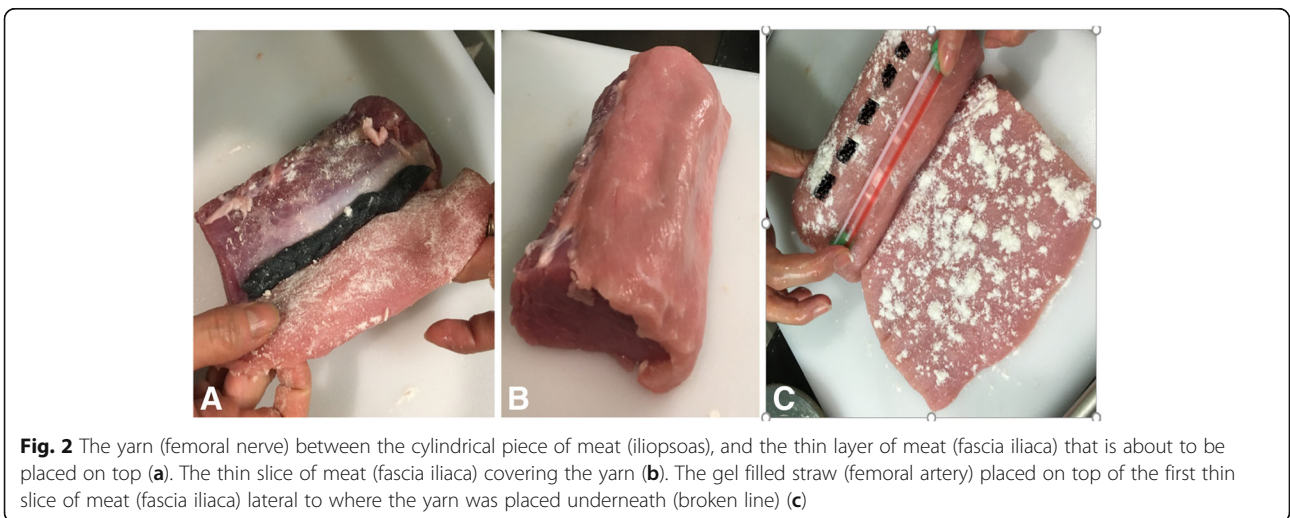 A
B
C
Fig. 2 The yarn (femoral nerve) between the cylindrical piece of meat (iliopsoas), and the thin layer of meat (fascia iliaca) that is about to be
placed on top (a). The thin slice of meat (fascia iliaca) covering the yarn (b). The gel filled straw (femoral artery) placed on top of the first thin
slice of meat (fascia iliaca) lateral to where the yarn was placed underneath (broken line) (c)